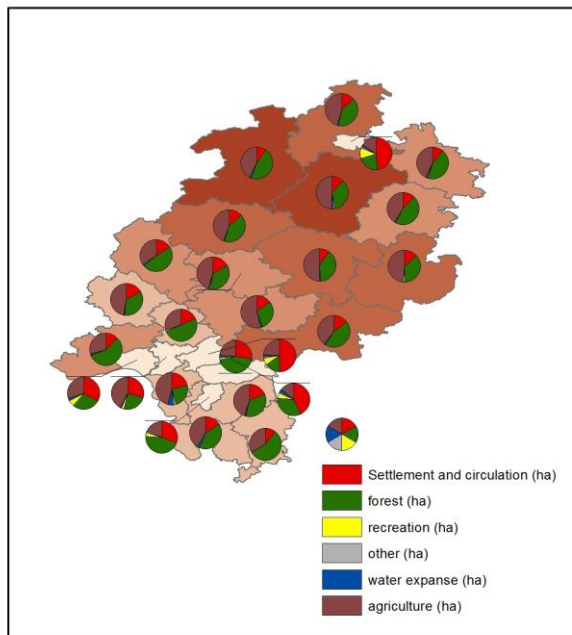 Settlement and circulation (ha)
forest (ha)
recreation (ha)
other (ha)
water expanse (ha)
agriculture (ha)